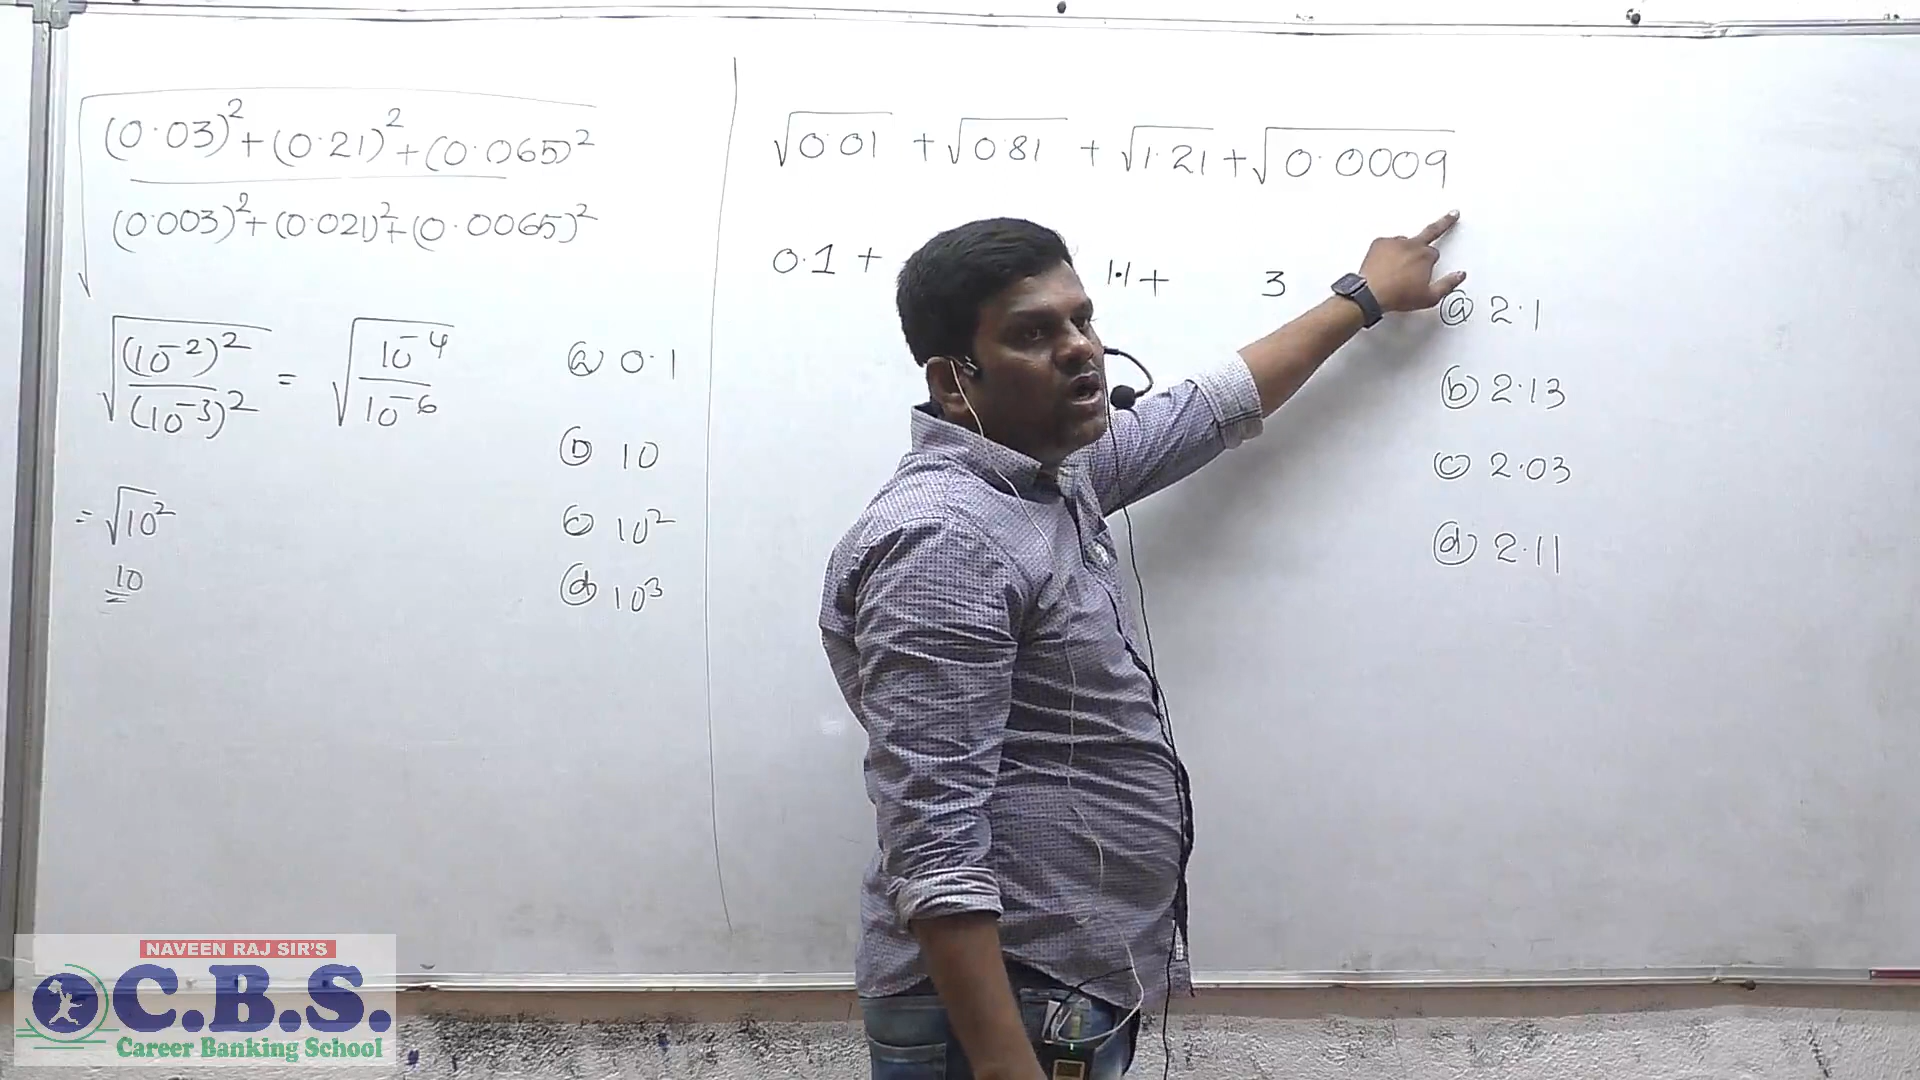 √(0.03)² + (0.21)² + (0.065)²
(0.003)² + (0.021)² + (0.0065)²
√(10⁻²)² / (10⁻³)² = √10⁻⁴ / 10⁻⁶
= √10²
10
ⓐ 0.1
ⓑ 10
ⓒ 10²
ⓓ 10³
√0.01 + √0.81 + √1.21 + √0.0009
0.1 + 1.1 + 3
ⓐ 2.1
ⓑ 2.13
ⓒ 2.03
ⓓ 2.11
NAVEEN RAJ SIR'S
C.B.S.
Career Banking School